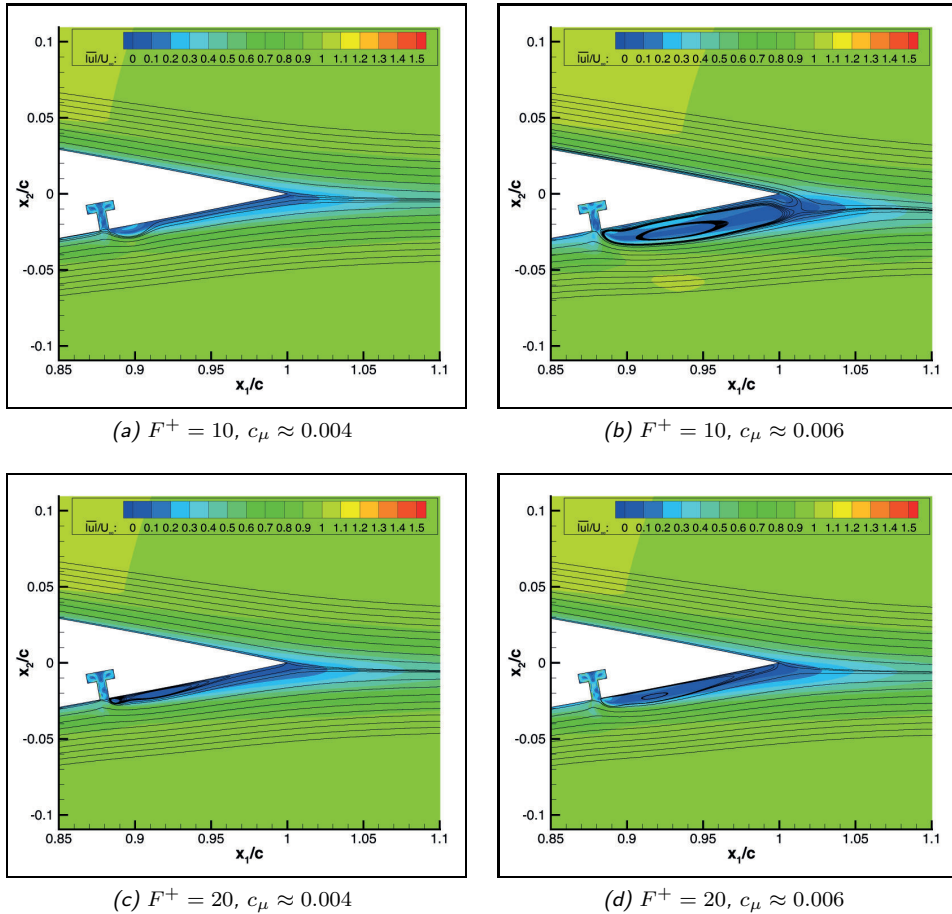 |u|/U∞: 0 0.1 0.2 0.3 0.4 0.5 0.6 0.7 0.8 0.9 1 1.1 1.2 1.3 1.4 1.5
0.1
0.05
0
-0.05
-0.1
x2/c
0.85 0.9 0.95 1 1.05 1.1
x1/c
(a) F⁺ = 10, cμ ≈ 0.004
|u|/U∞: 0 0.1 0.2 0.3 0.4 0.5 0.6 0.7 0.8 0.9 1 1.1 1.2 1.3 1.4 1.5
0.1
0.05
0
-0.05
-0.1
x2/c
0.85 0.9 0.95 1 1.05 1.1
x1/c
(b) F⁺ = 10, cμ ≈ 0.006
|u|/U∞: 0 0.1 0.2 0.3 0.4 0.5 0.6 0.7 0.8 0.9 1 1.1 1.2 1.3 1.4 1.5
0.1
0.05
0
-0.05
-0.1
x2/c
0.85 0.9 0.95 1 1.05 1.1
x1/c
(c) F⁺ = 20, cμ ≈ 0.004
|u|/U∞: 0 0.1 0.2 0.3 0.4 0.5 0.6 0.7 0.8 0.9 1 1.1 1.2 1.3 1.4 1.5
0.1
0.05
0
-0.05
-0.1
x2/c
0.85 0.9 0.95 1 1.05 1.1
x1/c
(d) F⁺ = 20, cμ ≈ 0.006